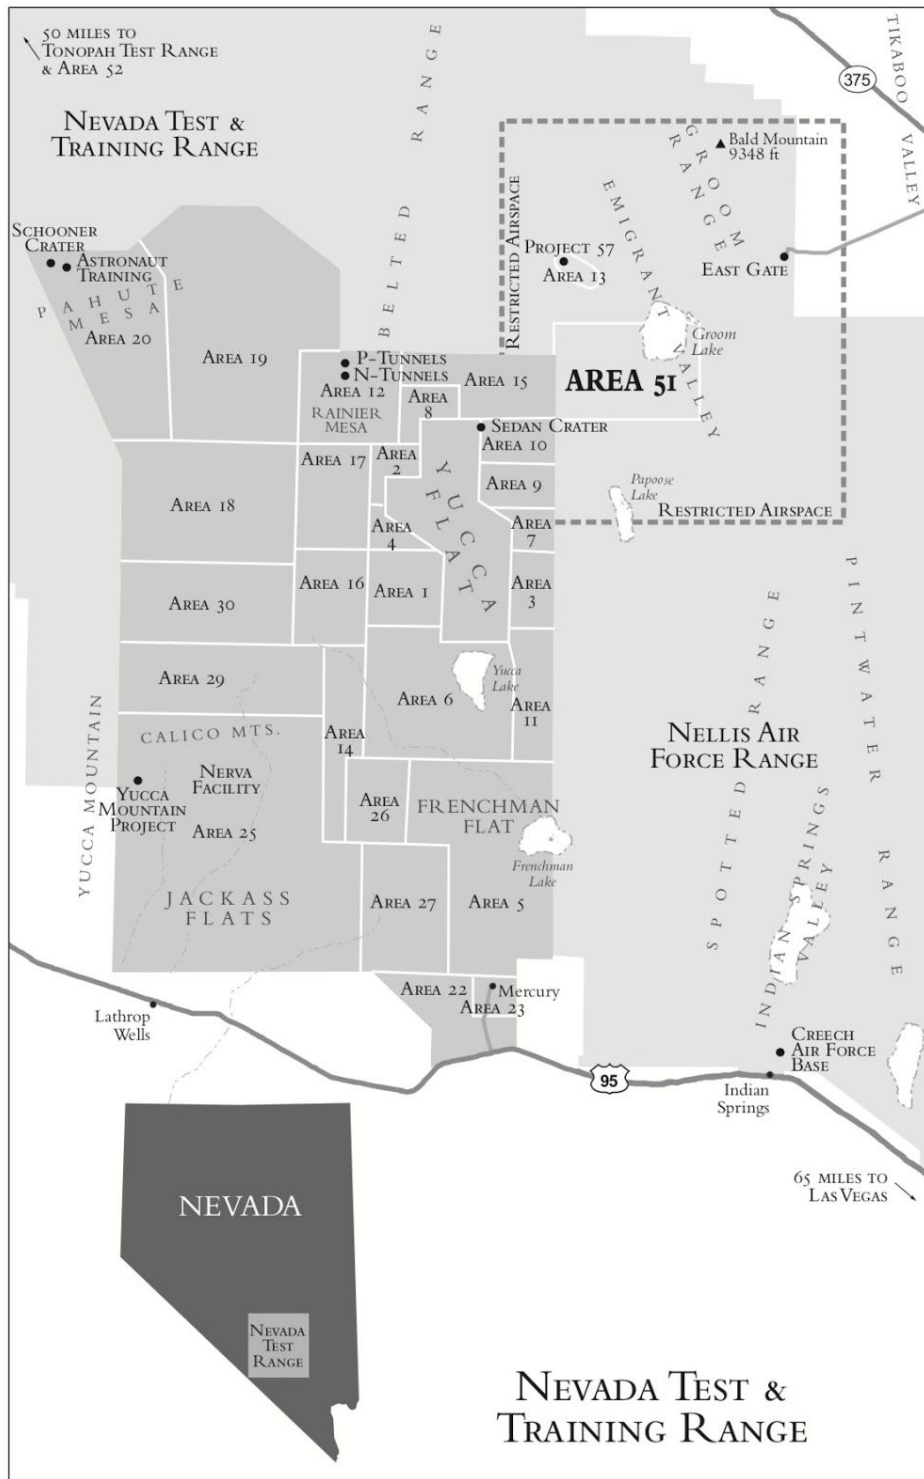 50 MILES TO
TONOPAH TEST RANGE
& AREA 52
NEVADA TEST &
TRAINING RANGE
BELTED RANGE
375
TIKABOO VALLEY
Bald Mountain
9348 ft
GROOM
RANGE
EMIGRANT VALLEY
RESTRICTED AIRSPACE
PROJECT 57
AREA 13
EAST GATE
SCHOONER
CRATER
ASTRONAUT
TRAINING
PAHUTE
MESA
AREA 20
AREA 19
P-TUNNELS
N-TUNNELS
AREA 12
RAINIER
MESA
AREA 15
AREA
8
AREA 51
Groom
Lake
SEDAN CRATER
AREA 10
AREA 17
AREA
2
YUCCA
FLAT
AREA 9
Papoose
Lake
RESTRICTED AIRSPACE
AREA 18
AREA
4
AREA
7
AREA 16
AREA 1
AREA
3
AREA 30
AREA 29
AREA 6
Yucca
Lake
AREA
11
AREA
14
SPOTTED RANGE
PINTWATER RANGE
NELLIS AIR
FORCE RANGE
YUCCA MOUNTAIN
CALICO MTS.
NERVA
FACILITY
YUCCA
MOUNTAIN
PROJECT
AREA 25
AREA
26
FRENCHMAN
FLAT
Frenchman
Lake
JACKASS
FLATS
AREA 27
AREA 5
INDIAN SPRINGS
VALLEY
AREA 22
Mercury
AREA 23
Lathrop
Wells
CREECH
AIR FORCE
BASE
95
Indian
Springs
65 MILES TO
LAS VEGAS
NEVADA
NEVADA
TEST
RANGE
NEVADA TEST &
TRAINING RANGE